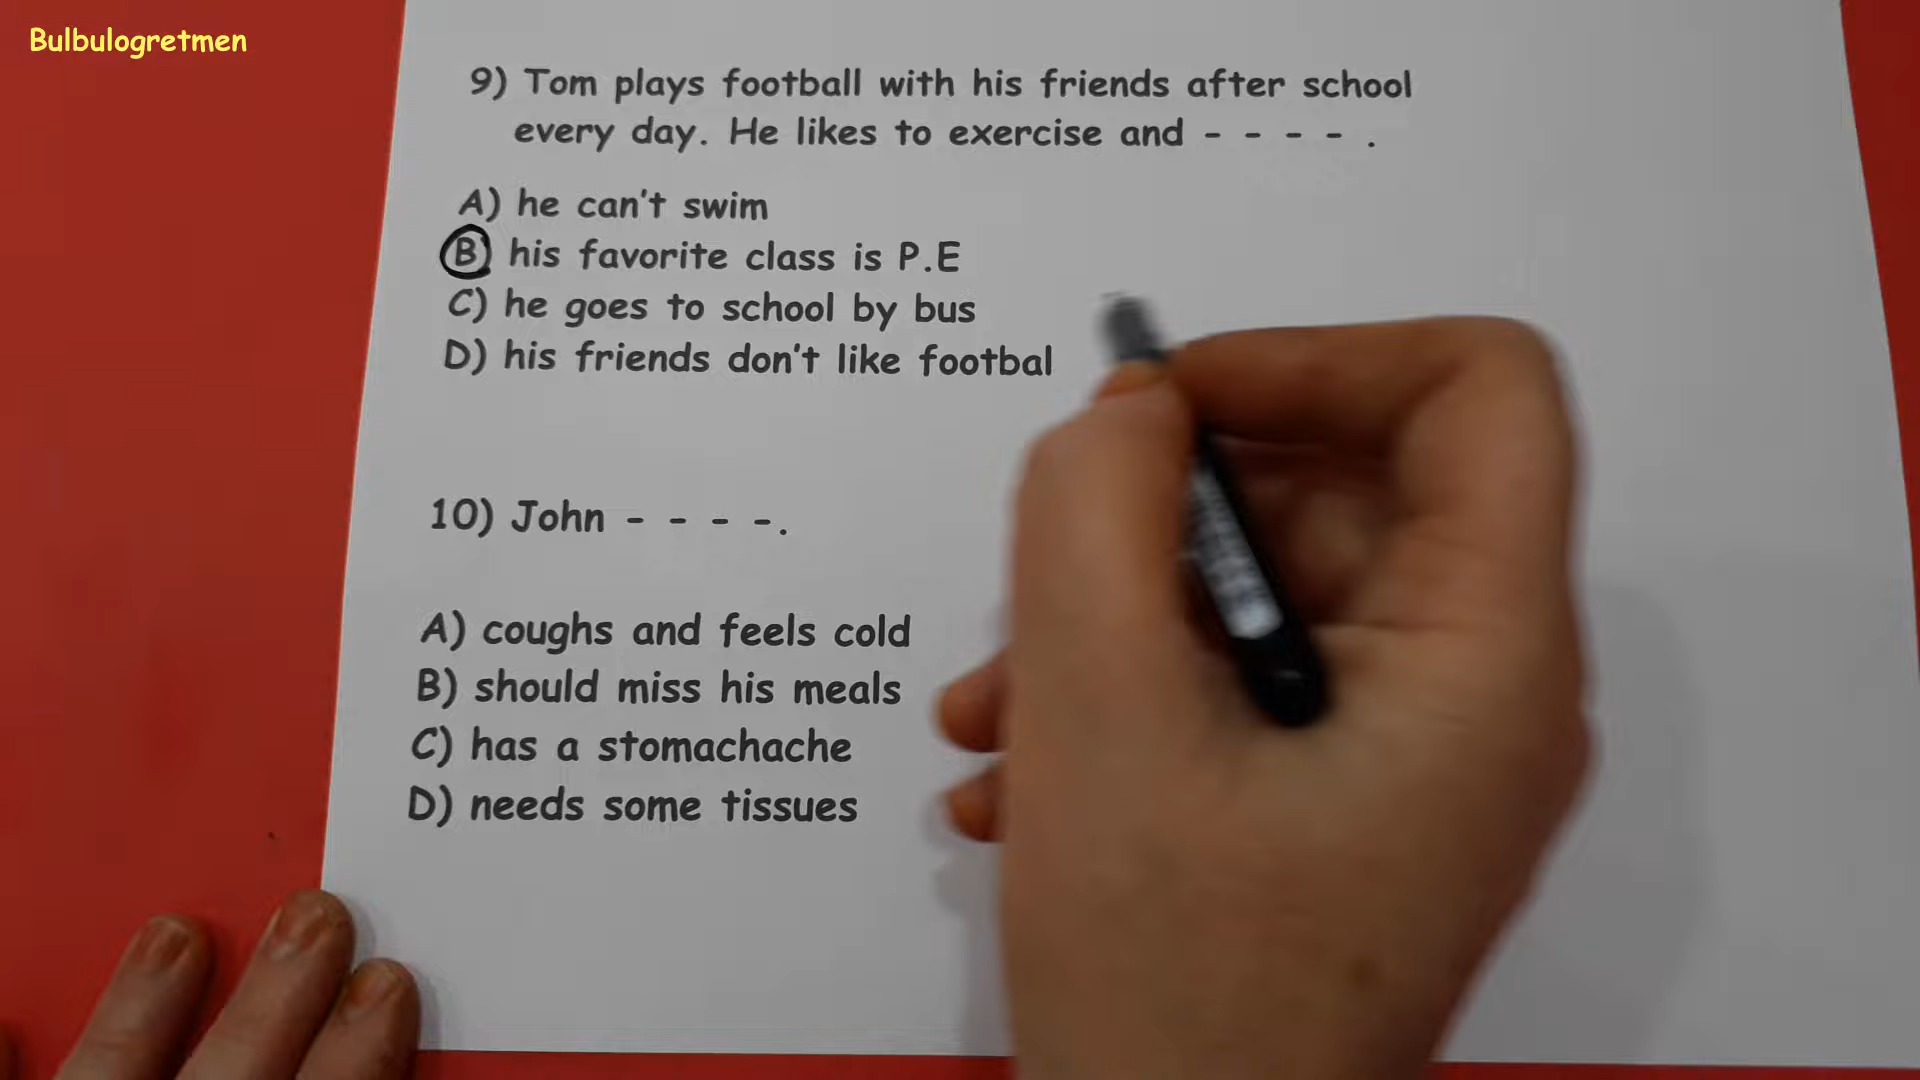 Bulbulogretmen
9) Tom plays football with his friends after school
every day. He likes to exercise and - - - - .
A) he can't swim
B) his favorite class is P.E
C) he goes to school by bus
D) his friends don't like footbal
10) John - - - -.
A) coughs and feels cold
B) should miss his meals
C) has a stomachache
D) needs some tissues